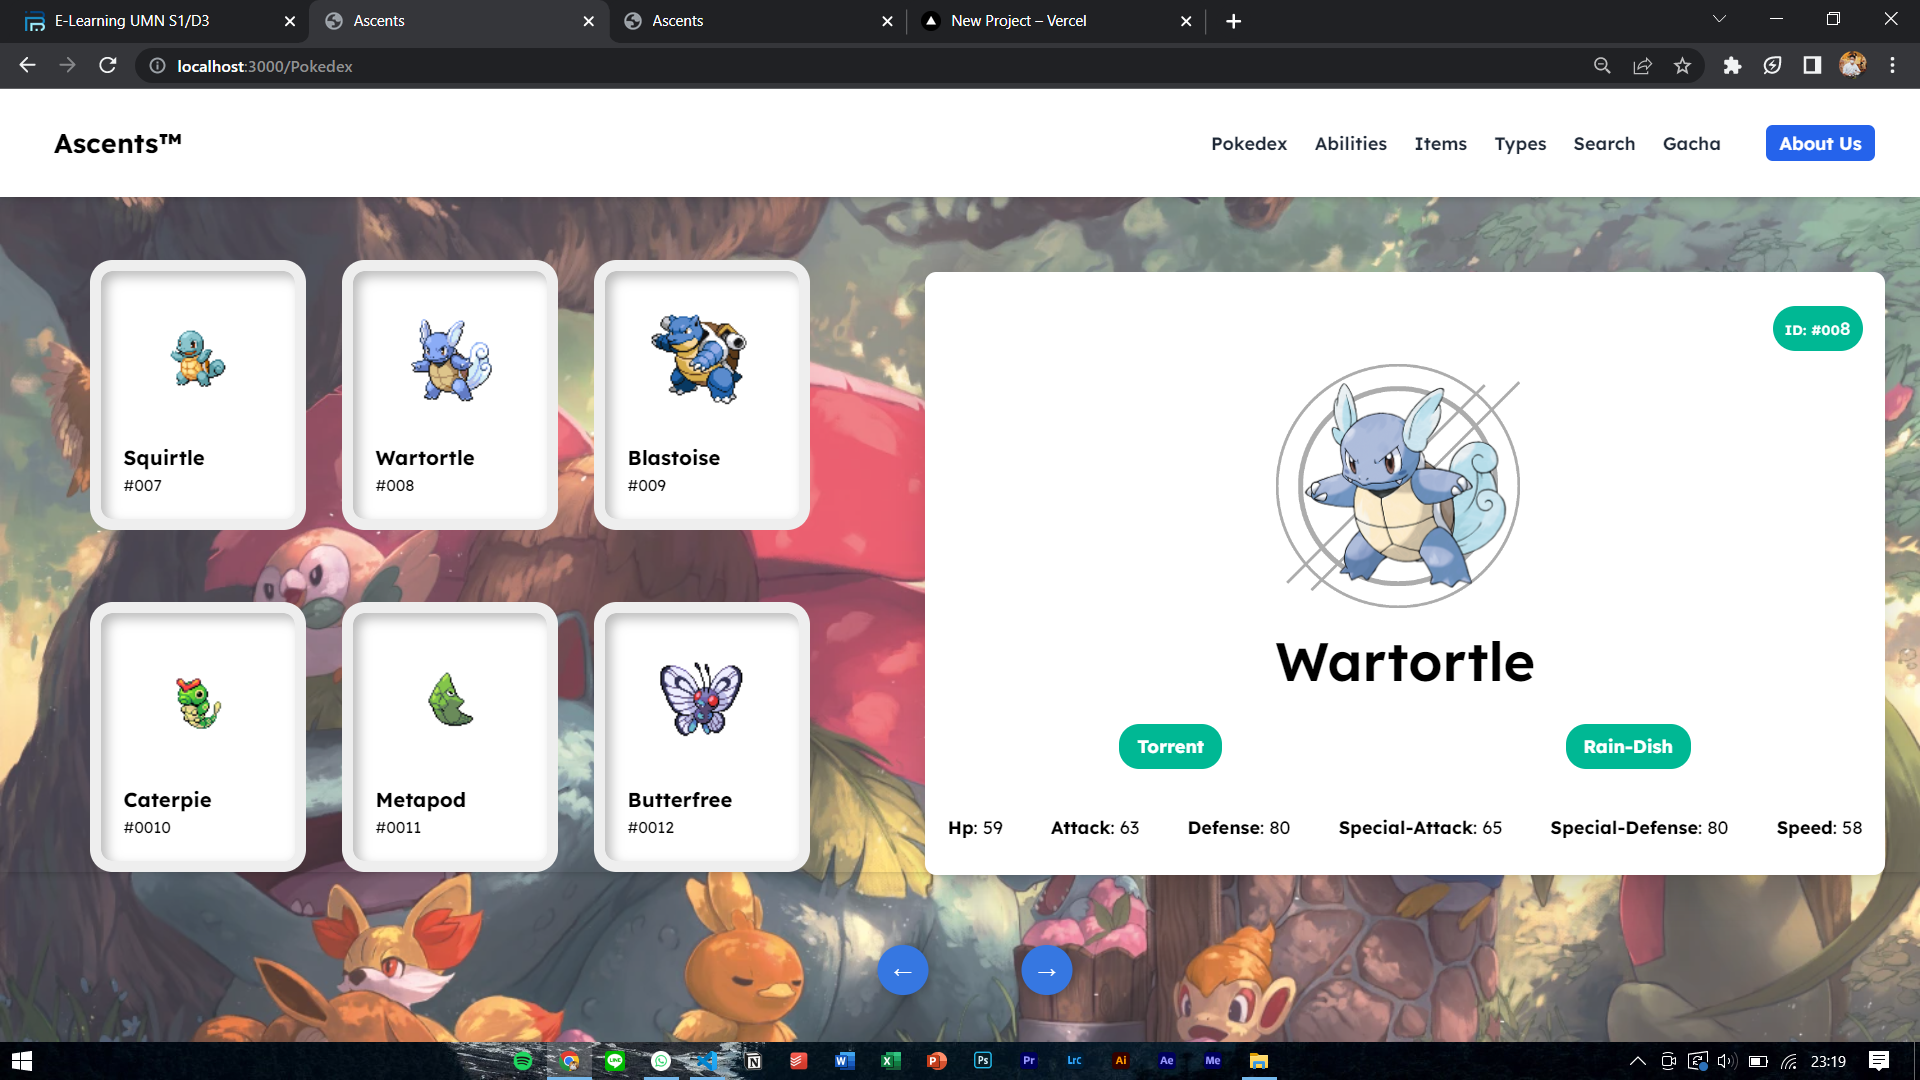 E-Learning UMN S1/D3
Ascents
Ascents
New Project – Vercel
localhost:3000/Pokedex
Ascents™
Pokedex
Abilities
Items
Types
Search
Gacha
About Us
Squirtle
#007
Wartortle
#008
Blastoise
#009
Caterpie
#0010
Metapod
#0011
Butterfree
#0012
ID: #008
Wartortle
Torrent
Rain-Dish
Hp: 59
Attack: 63
Defense: 80
Special-Attack: 65
Special-Defense: 80
Speed: 58
←
→
LINE
N
W
X
P
Ps
Pr
Lrc
Ai
Ae
Me
23:19